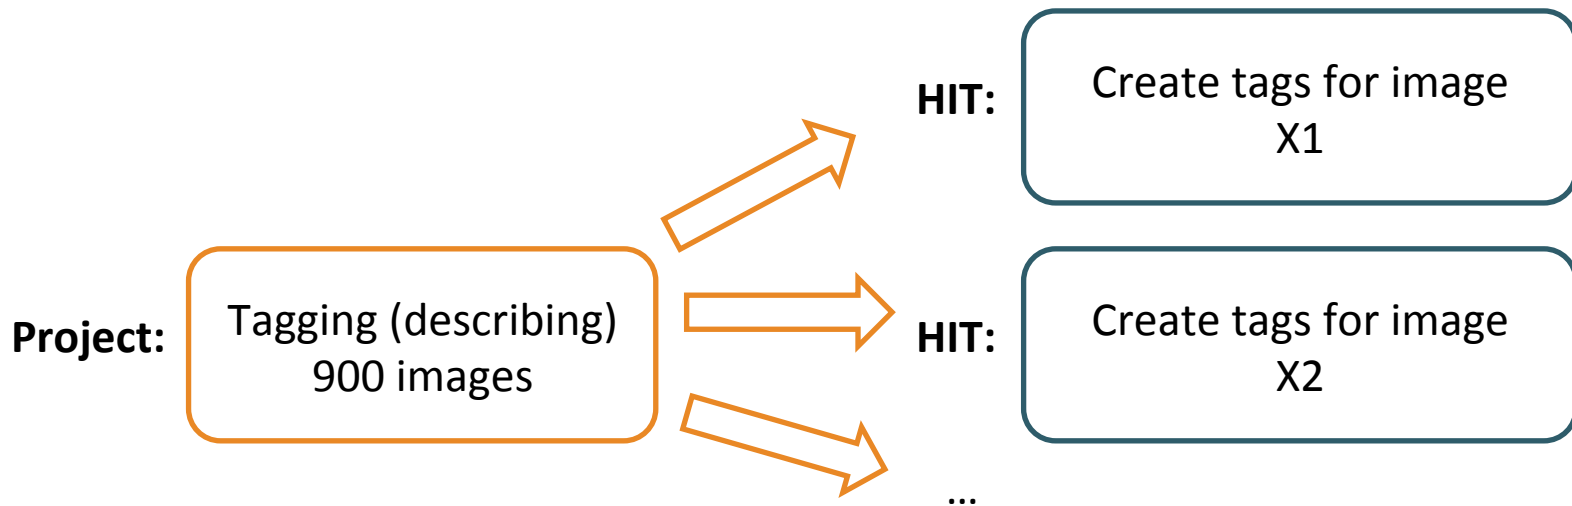 HIT:
Create tags for image
X1
Project:
Tagging (describing)
900 images
HIT:
Create tags for image
X2
...